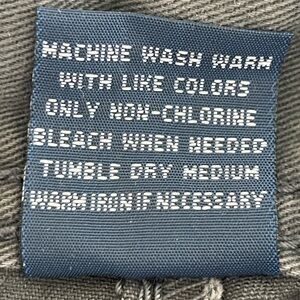 MACHINE WASH WARM
WITH LIKE COLORS
ONLY NON-CHLORINE
BLEACH WHEN NEEDED
TUMBLE DRY MEDIUM
WARM IRON IF NECESSARY